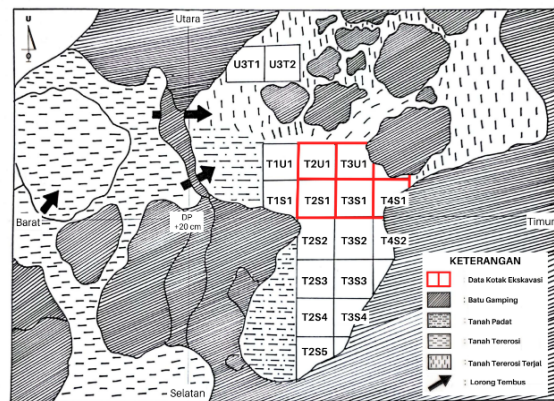 Utara
U
U3T1 U3T2
T1U1 T2U1 T3U1
T1S1 T2S1 T3S1 T4S1
Barat
DP
+20 cm
Timur
T2S2 T3S2 T4S2
T2S3 T3S3
T2S4 T3S4
T2S5
Selatan
KETERANGAN
: Data Kotak Ekskavasi
: Batu Gamping
: Tanah Padat
: Tanah Tererosi
: Tanah Tererosi Terjal
: Lorong Tembus